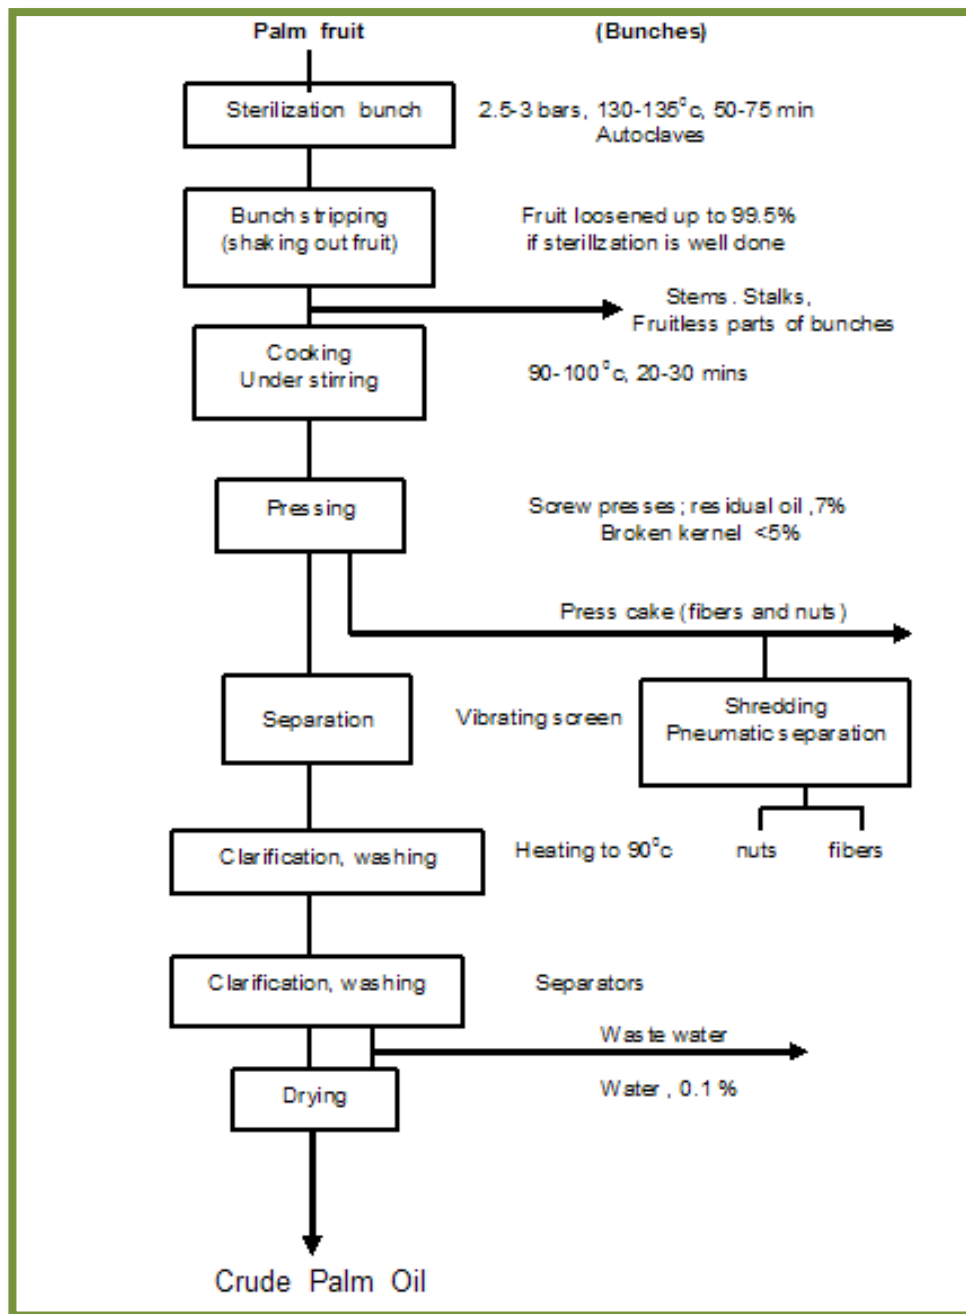 Palm fruit (Bunches)
Sterilization bunch
2.5-3 bars, 130-135°c, 50-75 min
Autoclaves
Bunch stripping
(shaking out fruit)
Fruit loosened up to 99.5%
if sterillzation is well done
Stems. Stalks,
Fruitless parts of bunches
Cooking
Under stirring
90-100°c, 20-30 mins
Pressing
Screw presses; residual oil ,7%
Broken kernel <5%
Press cake (fibers and nuts)
Separation
Vibrating screen
Shredding
Pneumatic separation
nuts fibers
Clarification, washing
Heating to 90°c
Clarification, washing
Separators
Waste water
Drying
Water , 0.1 %
Crude Palm Oil